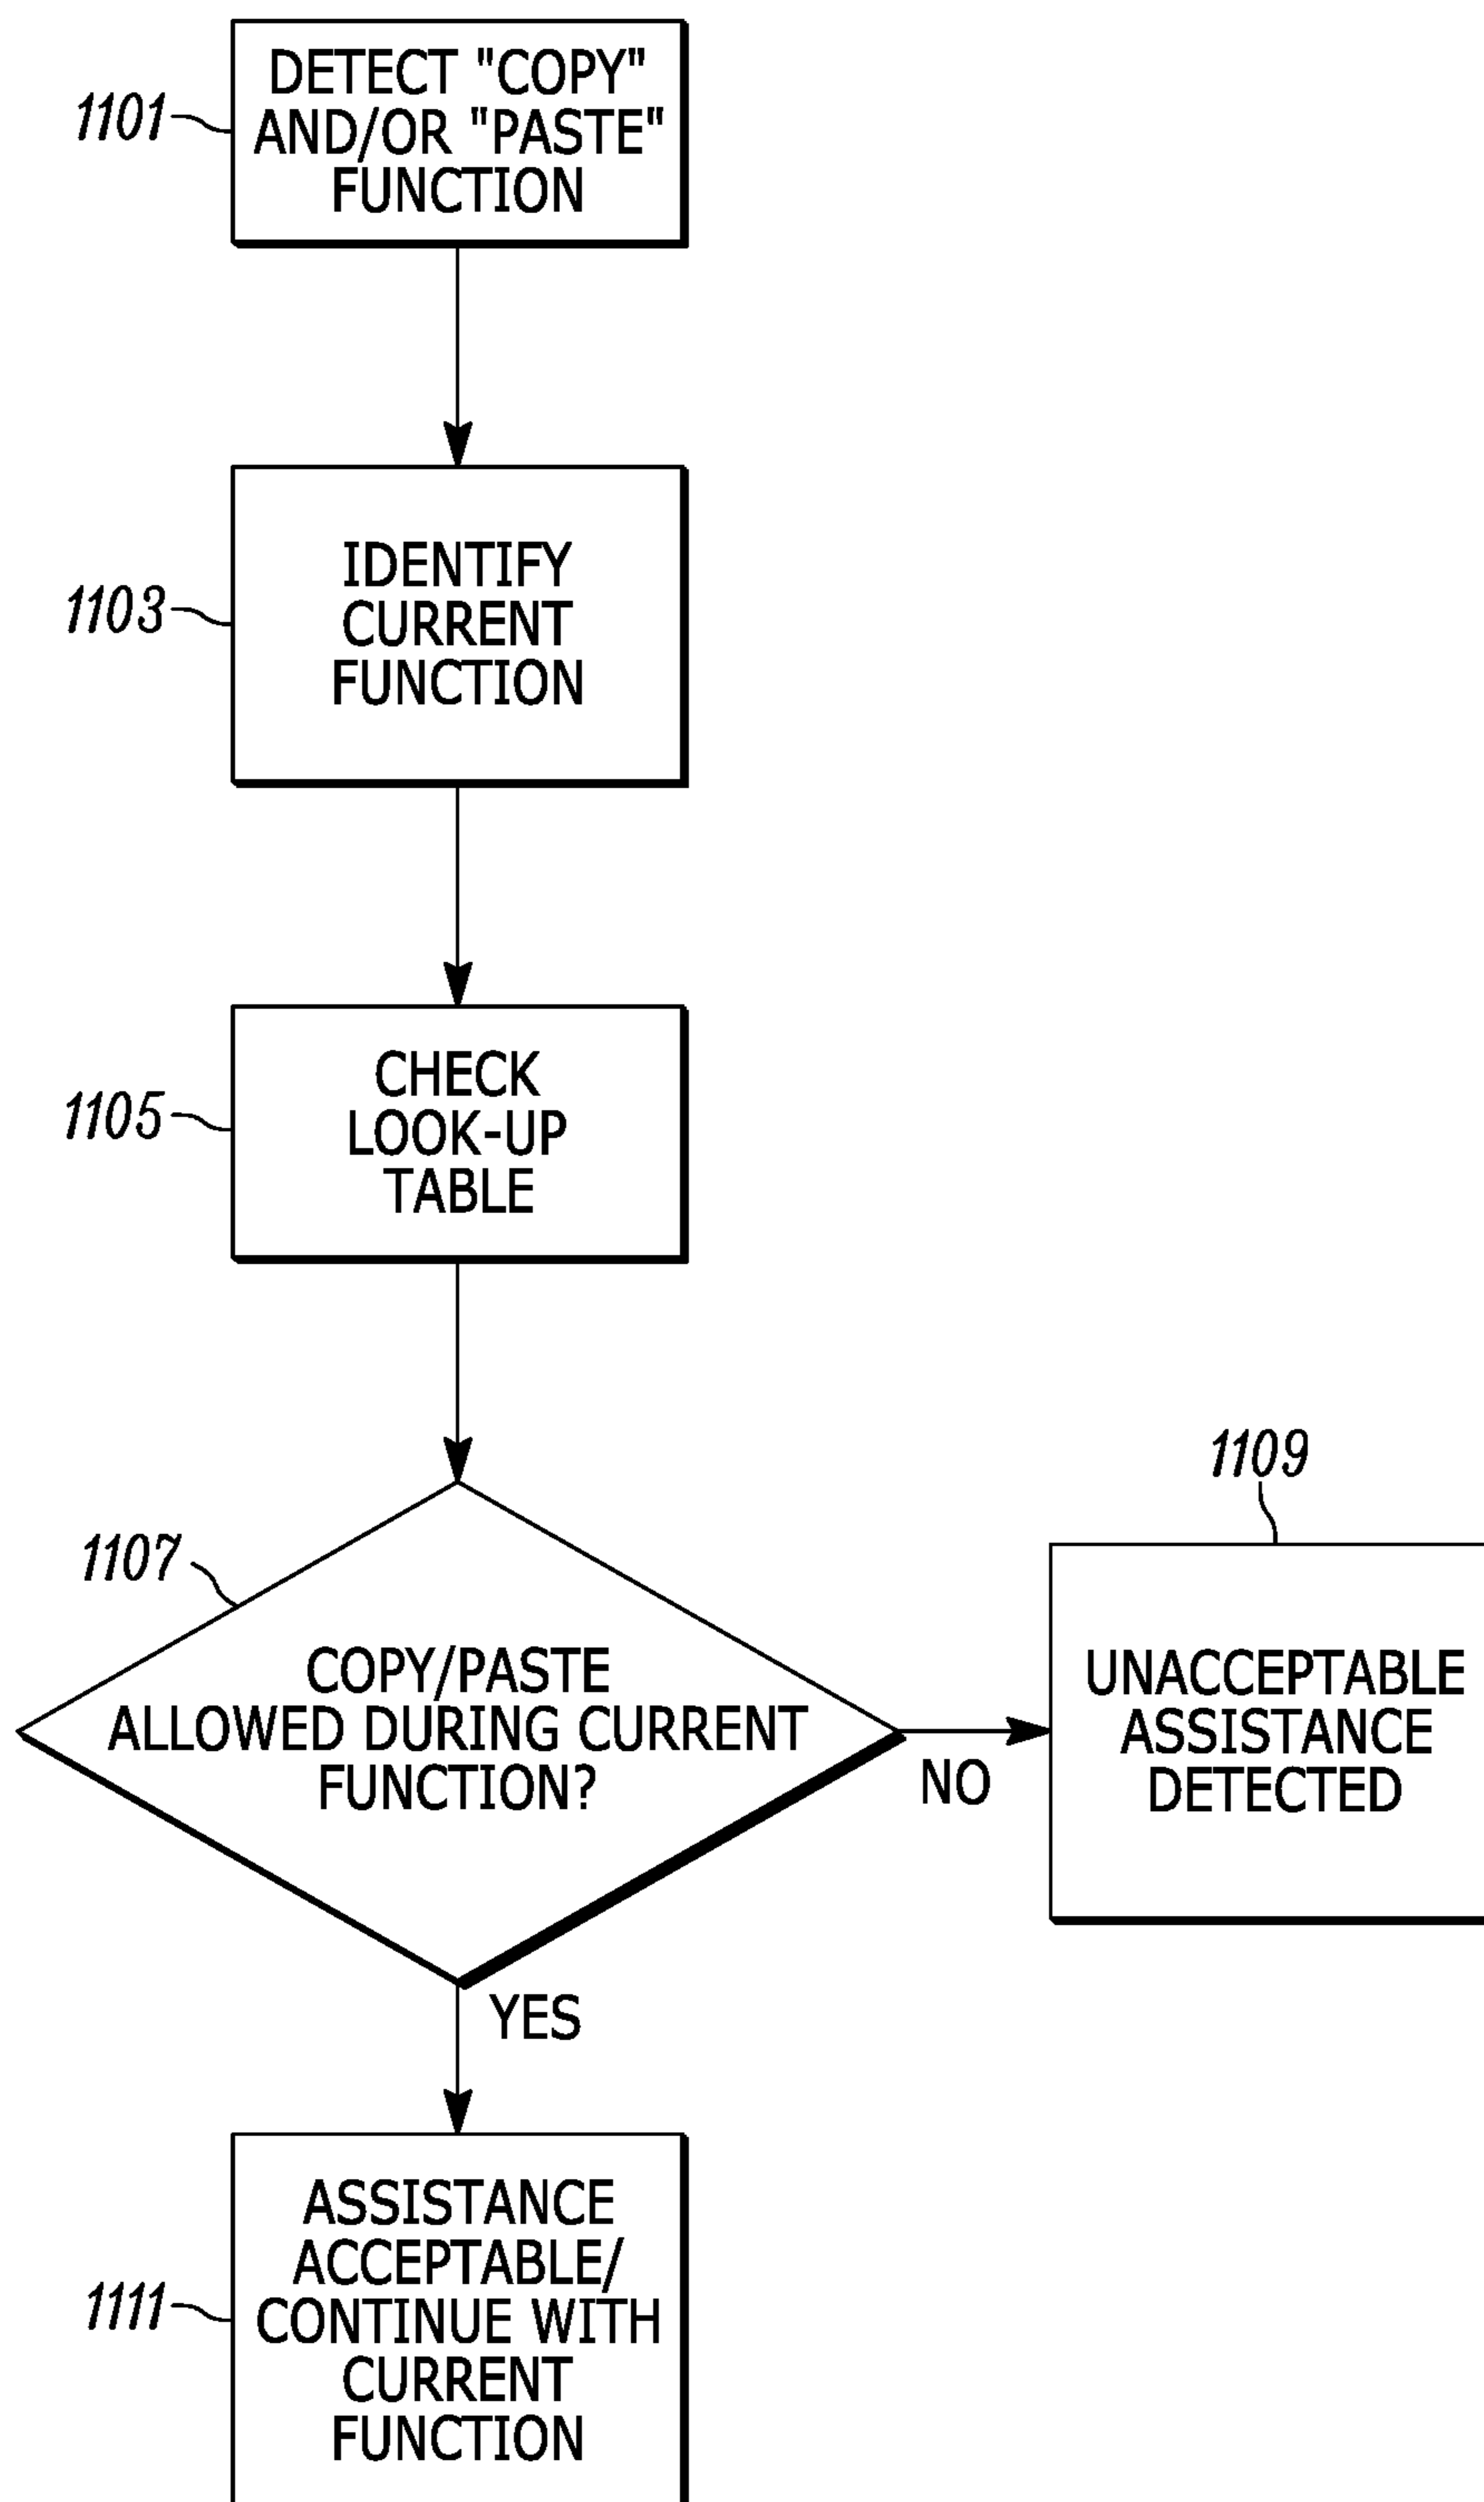 DETECT "COPY"
AND/OR "PASTE"
FUNCTION
1101
IDENTIFY
CURRENT
FUNCTION
1103
CHECK
LOOK-UP
TABLE
1105
1107
COPY/PASTE
ALLOWED DURING CURRENT
FUNCTION?
NO
1109
UNACCEPTABLE
ASSISTANCE
DETECTED
YES
ASSISTANCE
ACCEPTABLE/
CONTINUE WITH
CURRENT
FUNCTION
1111